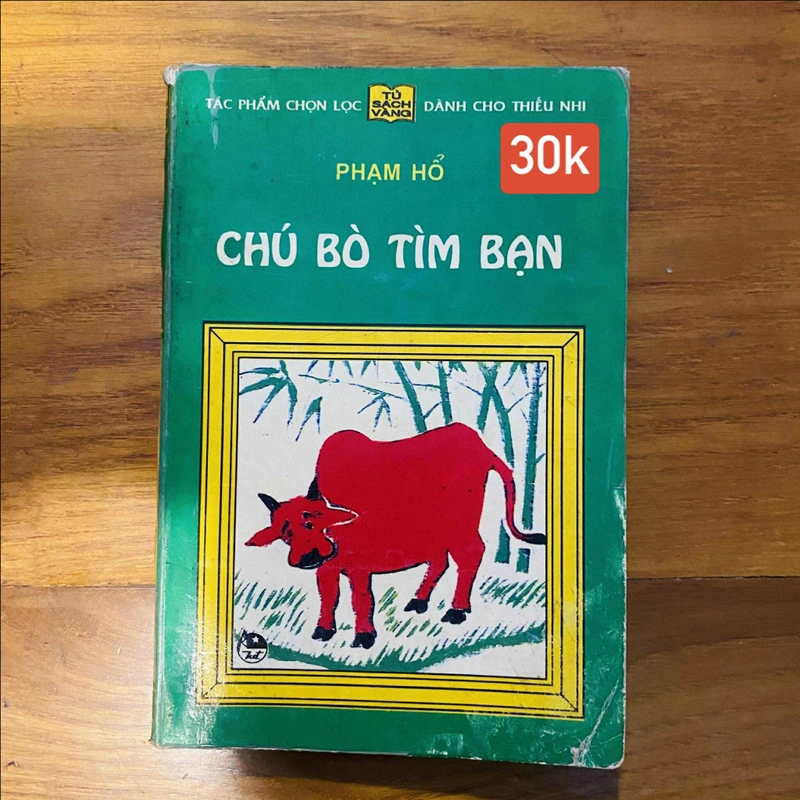 TÁC PHẨM CHỌN LỌC TỦ SÁCH VÀNG DÀNH CHO THIẾU NHI
30k
PHẠM HỔ
CHÚ BÒ TÌM BẠN